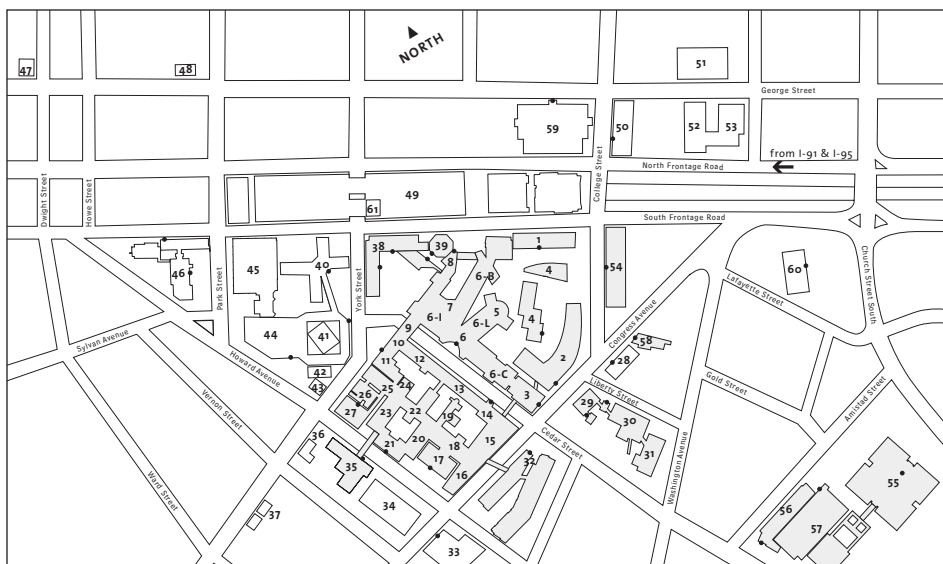 NORTH
47
48
51
George Street
59
50
52
53
from I-91 & I-95
North Frontage Road
College Street
Dwight Street
Howe Street
49
61
South Frontage Road
46
45
40
38
39
8
1
6-B
4
54
60
Park Street
York Street
Church Street South
Lafayette Street
7
6-I
5
4
6-L
44
41
9
6
2
Congress Avenue
58
28
Sylvan Avenue
Howard Avenue
10
11
12
6-C
3
42
43
24
25
26
13
Liberty Street
Gold Street
Amistad Street
Vernon Street
27
23
22
19
14
29
30
36
15
Cedar Street
31
21
20
18
17
16
32
Washington Avenue
35
55
Ward Street
34
37
56
57
33